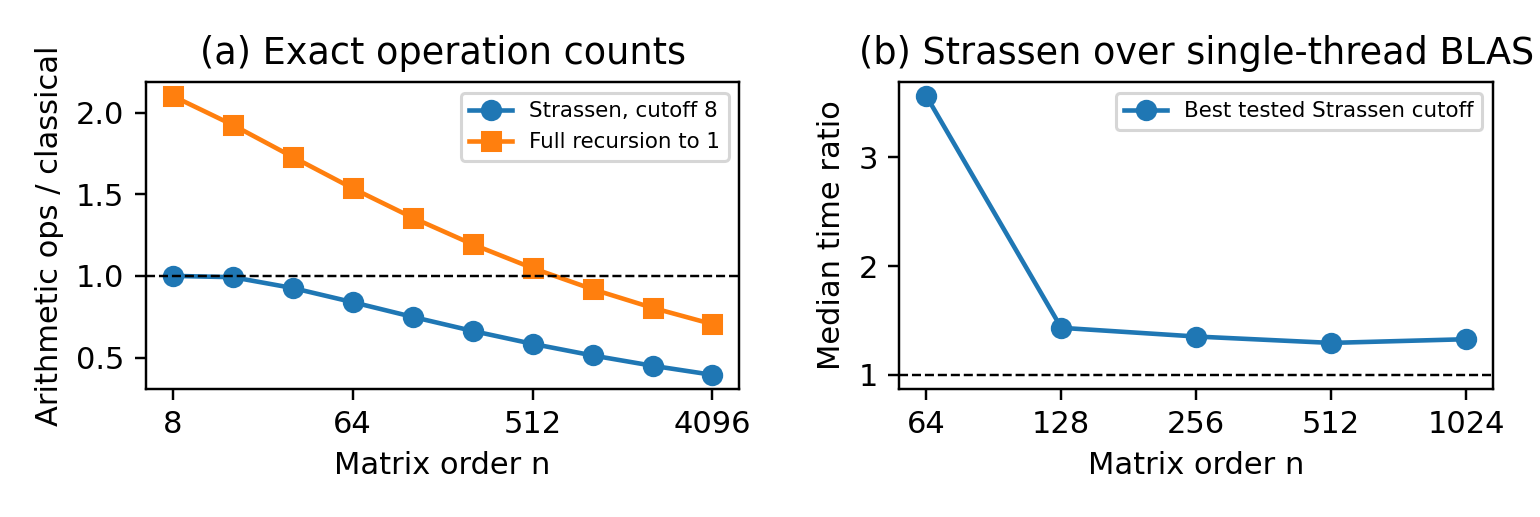 (a) Exact operation counts
Arithmetic ops / classical
2.0
1.5
1.0
0.5
Strassen, cutoff 8
Full recursion to 1
8 64 512 4096
Matrix order n
(b) Strassen over single-thread BLAS
Median time ratio
3
2
1
Best tested Strassen cutoff
64 128 256 512 1024
Matrix order n